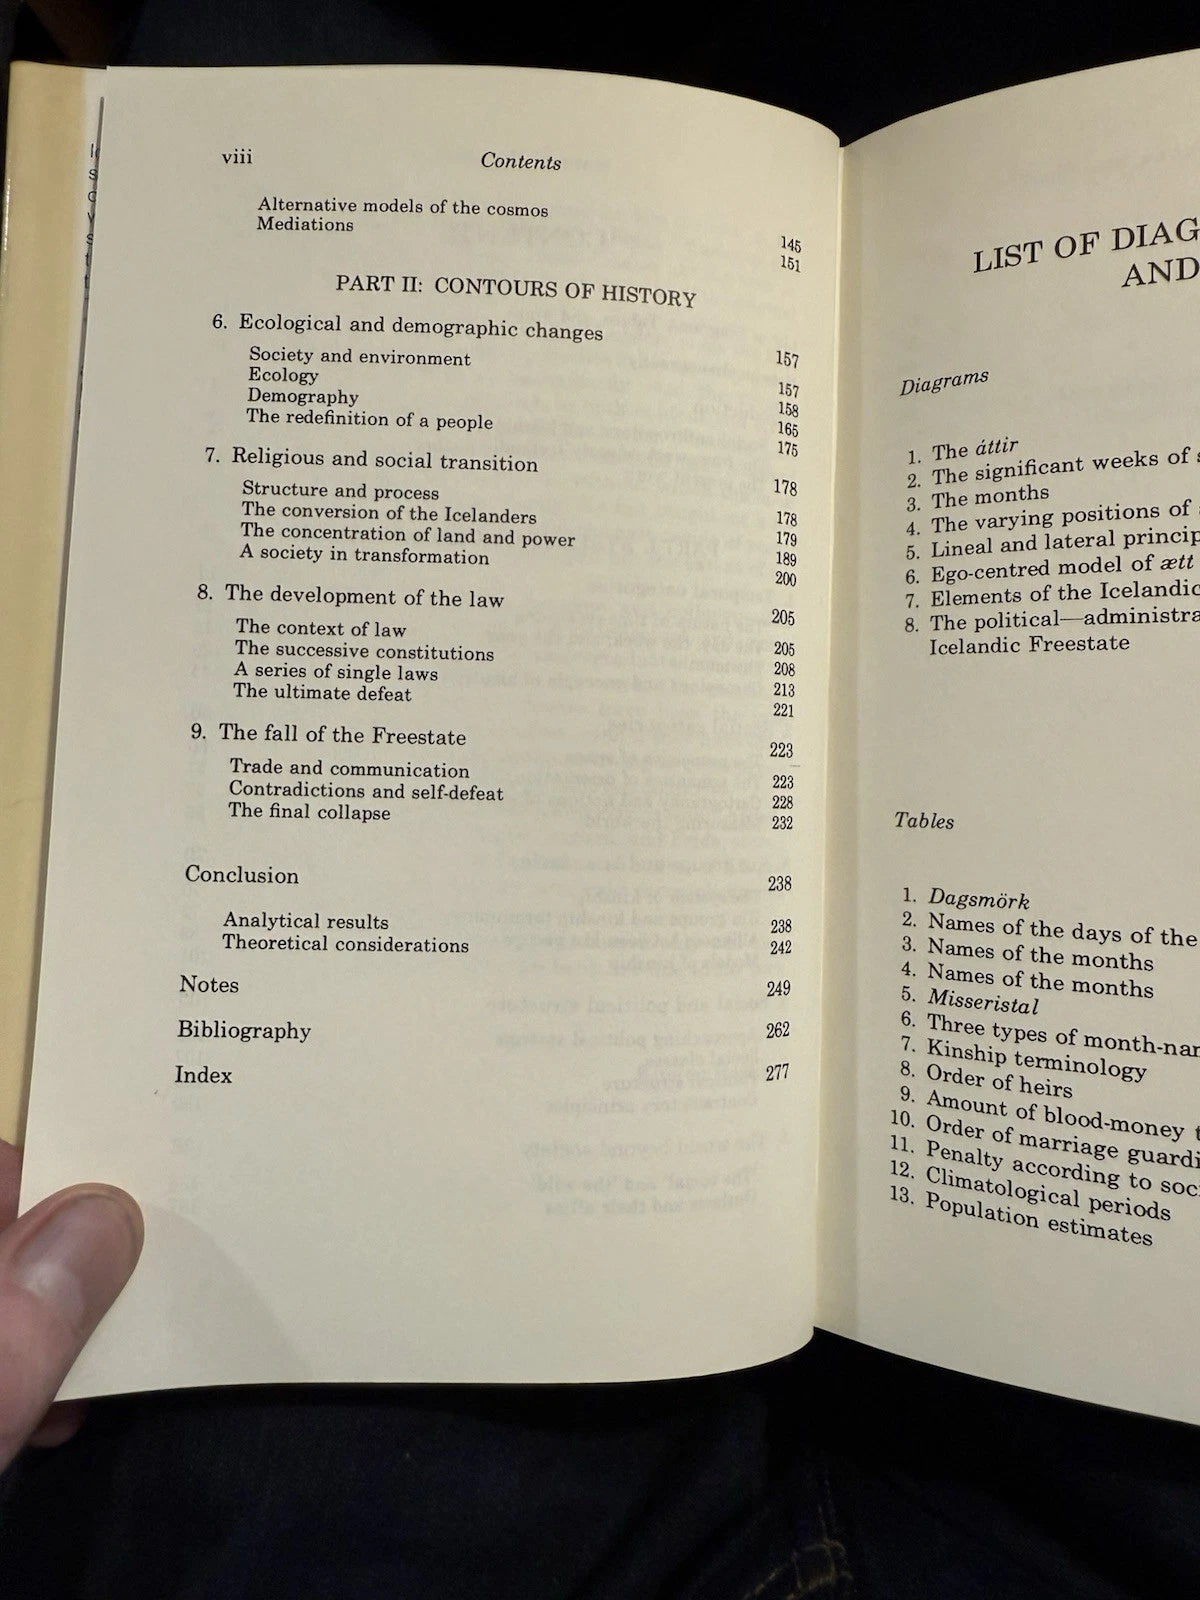 viii Contents
Alternative models of the cosmos 145
Mediations 151
PART II: CONTOURS OF HISTORY
6. Ecological and demographic changes 157
Society and environment 157
Ecology 158
Demography 165
The redefinition of a people 175
7. Religious and social transition 178
Structure and process 178
The conversion of the Icelanders 179
The concentration of land and power 189
A society in transformation 200
8. The development of the law 205
The context of law 205
The successive constitutions 208
A series of single laws 213
The ultimate defeat 221
9. The fall of the Freestate 223
Trade and communication 223
Contradictions and self-defeat 228
The final collapse 232
Conclusion 238
Analytical results 238
Theoretical considerations 242
Notes 249
Bibliography 262
Index 277
LIST OF DIAG
AND
Diagrams
1. The áttir
2. The significant weeks of
3. The months
4. The varying positions of
5. Lineal and lateral princip
6. Ego-centred model of ætt
7. Elements of the Icelandic
8. The political—administra
Icelandic Freestate
Tables
1. Dagsmörk
2. Names of the days of the
3. Names of the months
4. Names of the months
5. Misseristal
6. Three types of month-nam
7. Kinship terminology
8. Order of heirs
9. Amount of blood-money t
10. Order of marriage guardi
11. Penalty according to soc
12. Climatological periods
13. Population estimates